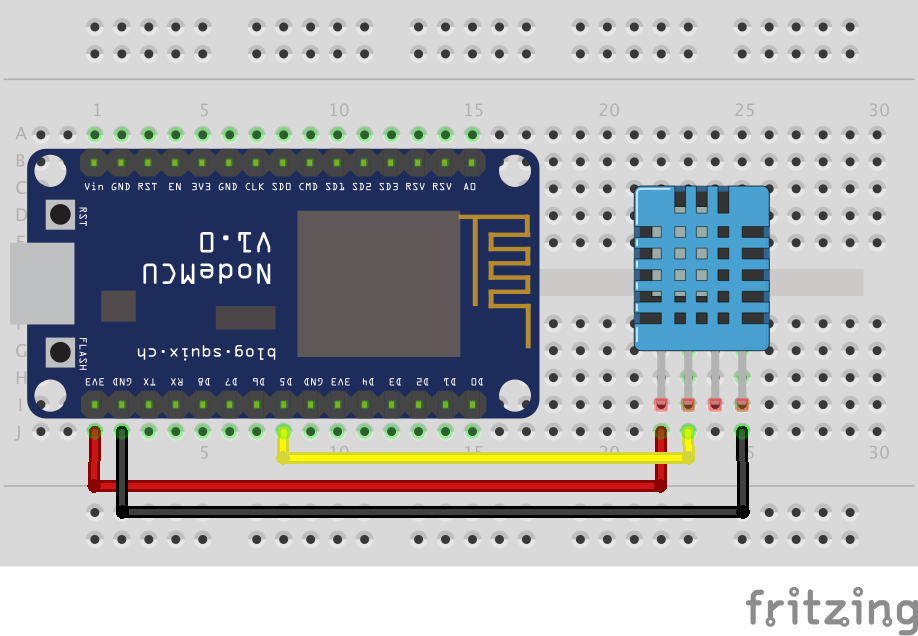 1 5 10 15 20 25 30
A
B
Vin GND RST EN 3V3 GND CLK SD0 CMD SD1 SD2 SD3 RSV RSV A0
C
D
RST
V1.0
NodeMCU
blog.squix.ch
G
FLASH
H
3V3 GND TX RX D8 D7 D6 D5 GND 3V3 D4 D3 D2 D1 D0
I
J
5 10 15 20 25 30
fritzing